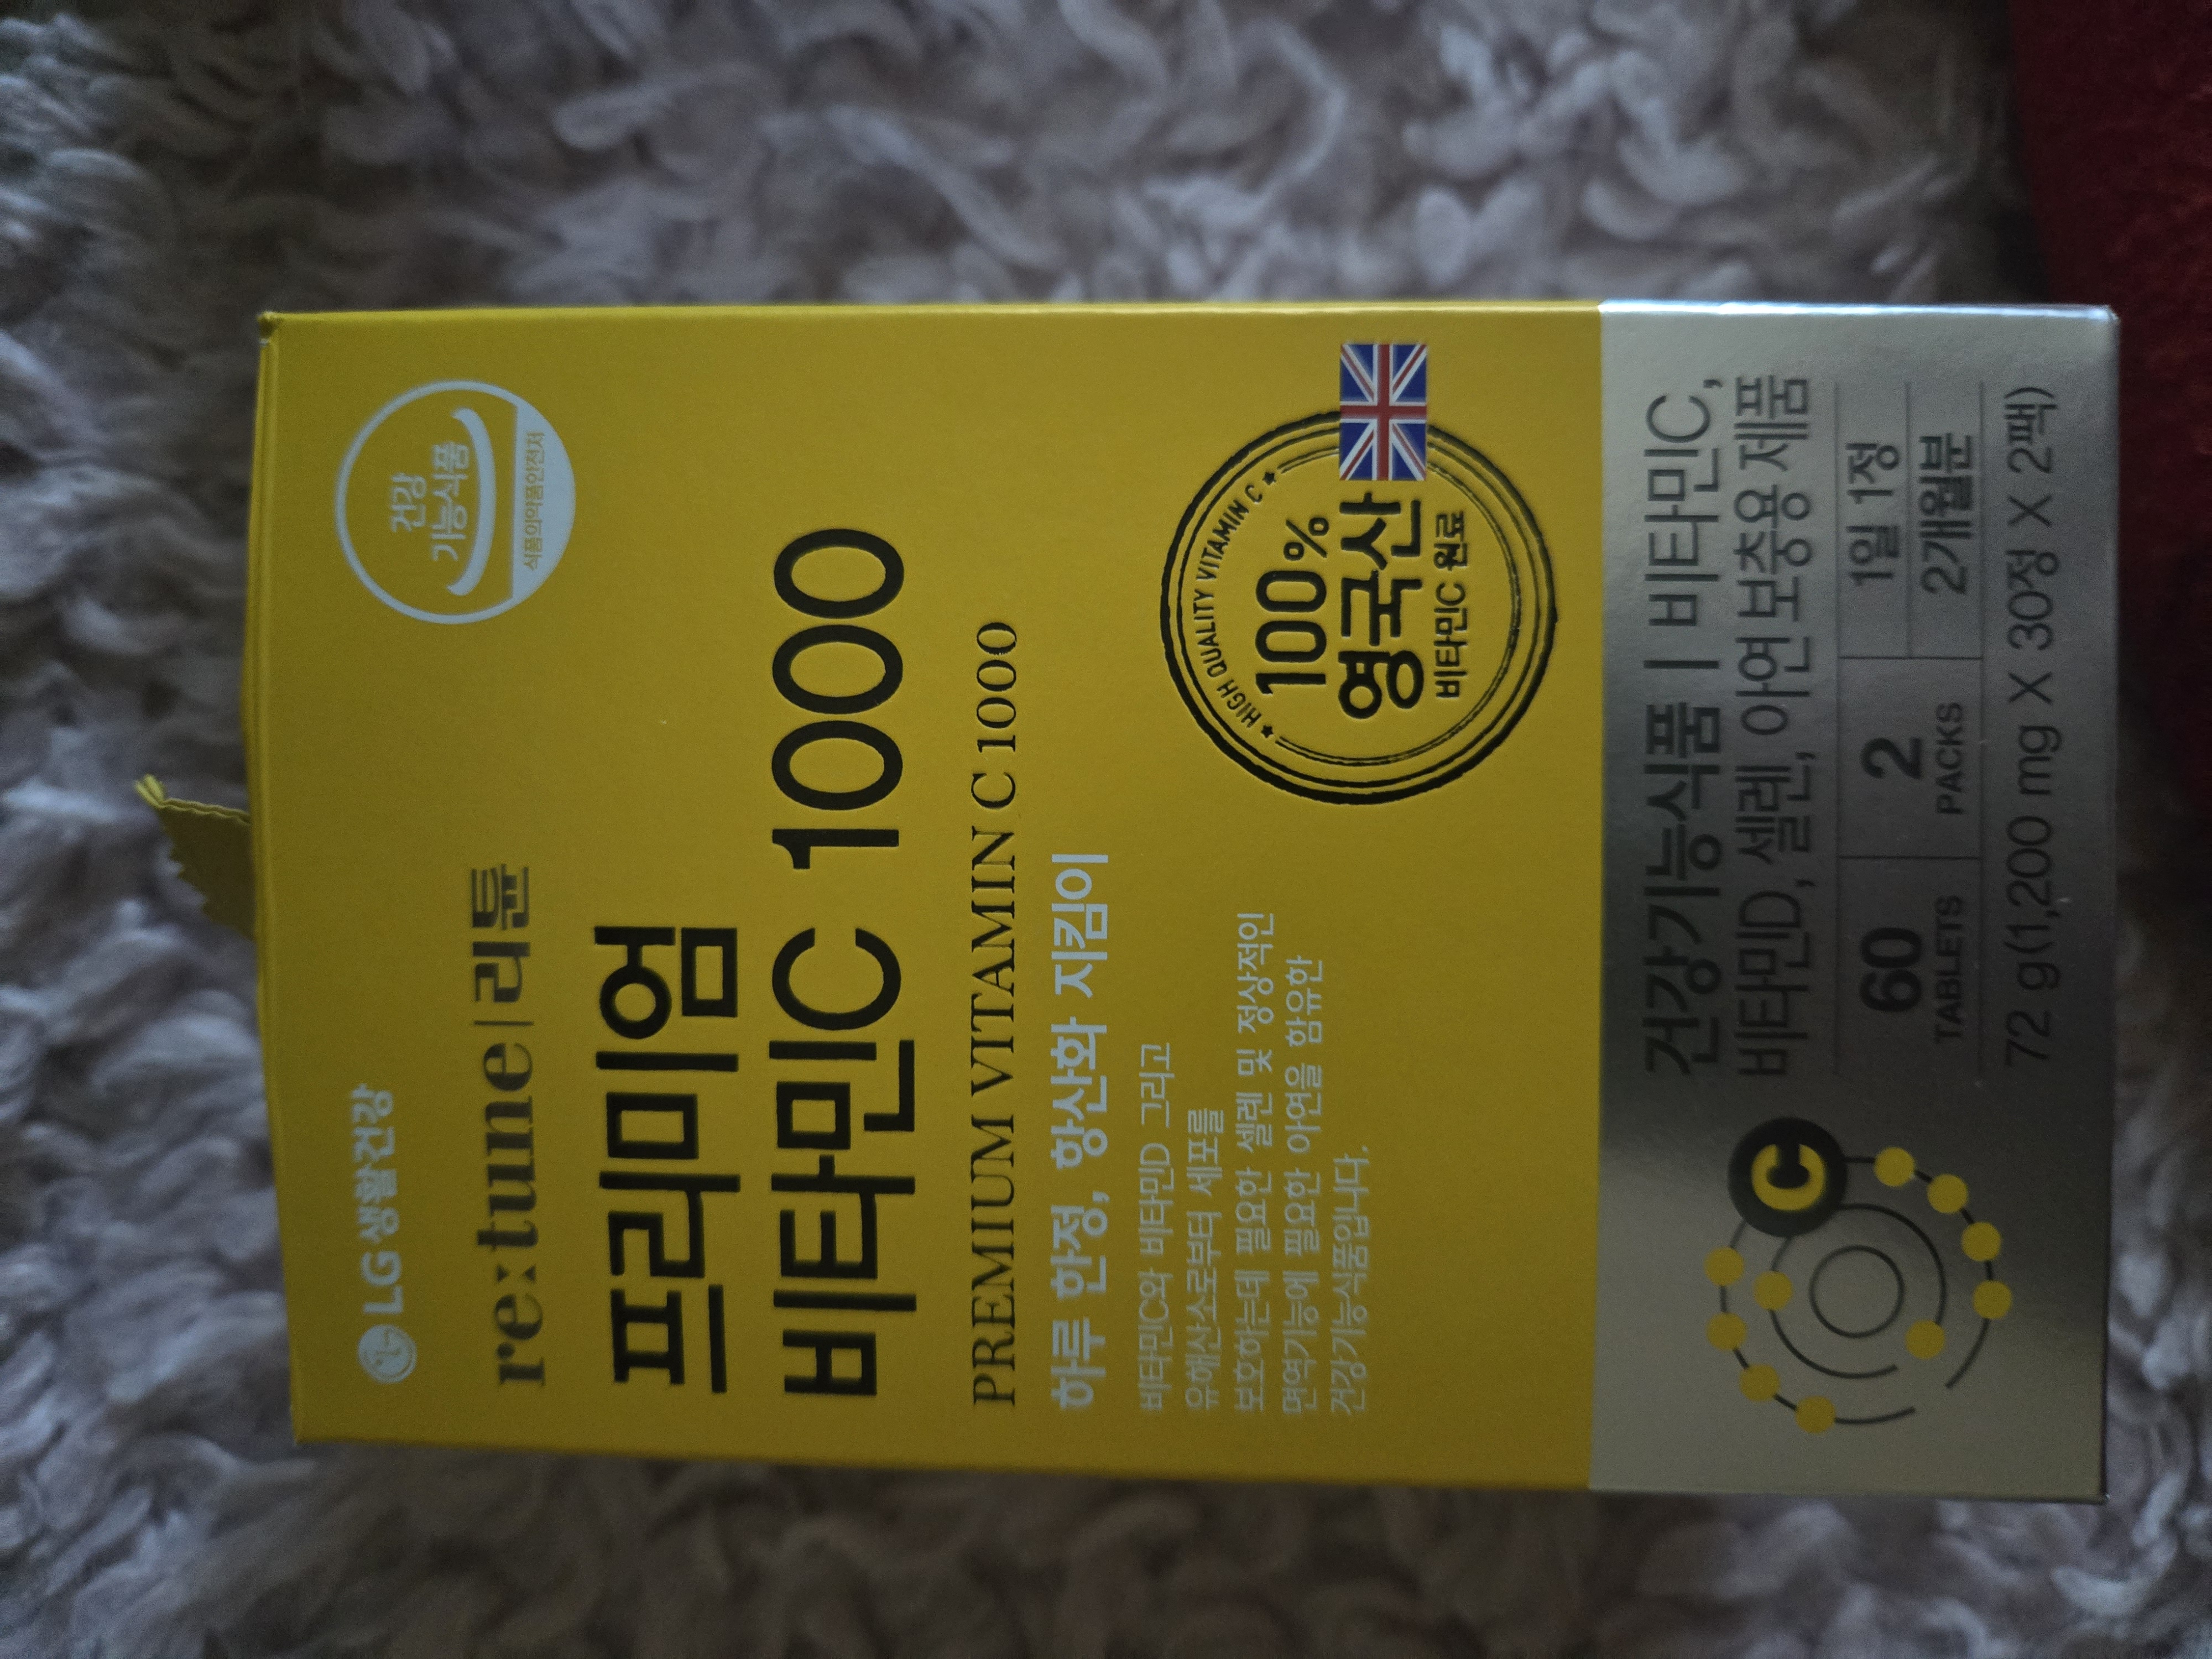 LG 생활건강
건강
기능식품
식품의약품안전처
re:tune | 리튠
프리미엄
비타민C 1000
PREMIUM VITAMIN C 1000
하루 한정, 항산화 지킴이
비타민C와 비타민D 그리고
유해산소로부터 세포를
보호하는데 필요한 셀렌 및 정상적인
면역기능에 필요한 아연을 함유한
건강기능식품입니다.
★ HIGH QUALITY VITAMIN C ★
100%
영국산
비타민C 원료
C
건강기능식품 | 비타민C,
비타민D, 셀렌, 아연 보충용 제품
60
TABLETS
2
PACKS
1일 1정
2개월분
72 g(1,200 mg X 30정 X 2팩)